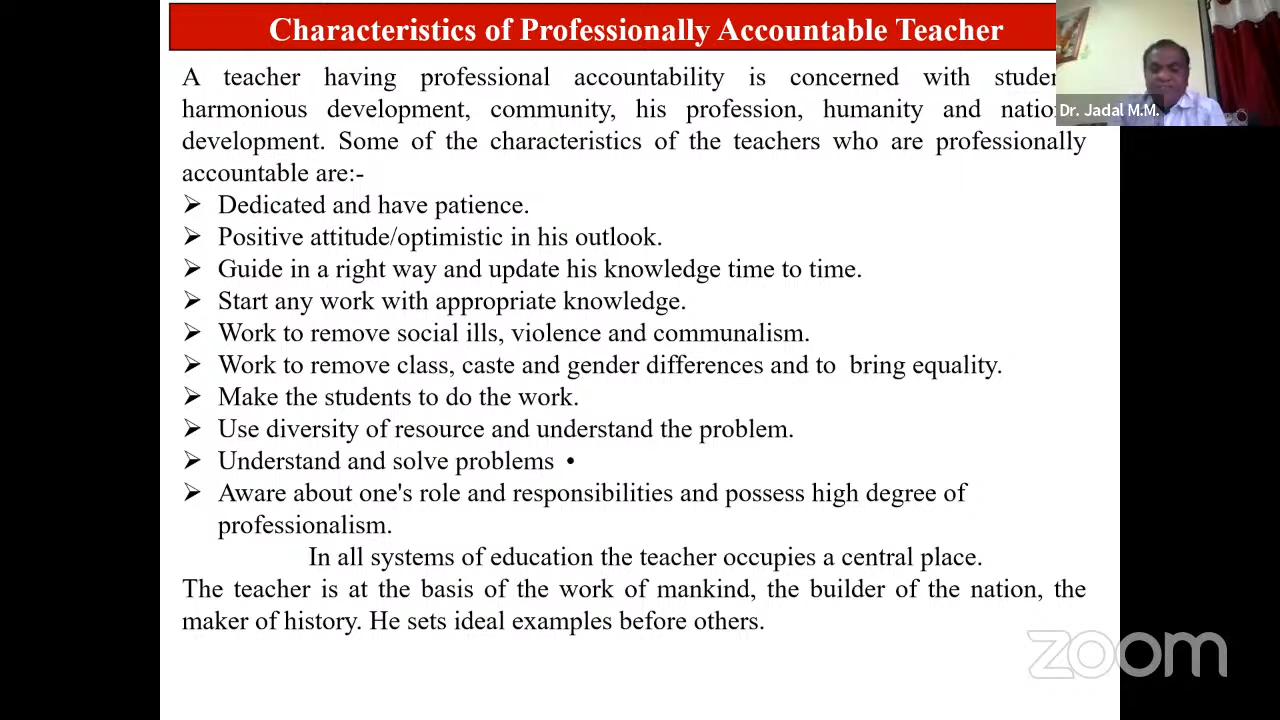 Characteristics of Professionally Accountable Teacher
A teacher having professional accountability is concerned with
harmonious development, community, his profession, humanity and
development. Some of the characteristics of the teachers who are professionally
accountable are:-
➢ Dedicated and have patience.
➢ Positive attitude/optimistic in his outlook.
➢ Guide in a right way and update his knowledge time to time.
➢ Start any work with appropriate knowledge.
➢ Work to remove social ills, violence and communalism.
➢ Work to remove class, caste and gender differences and to bring equality.
➢ Make the students to do the work.
➢ Use diversity of resource and understand the problem.
➢ Understand and solve problems •
➢ Aware about one's role and responsibilities and possess high degree of
professionalism.
In all systems of education the teacher occupies a central place.
The teacher is at the basis of the work of mankind, the builder of the nation, the
maker of history. He sets ideal examples before others.
Dr. Jadal M.M.
zoom